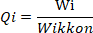 Qi = Wi / Wikkon